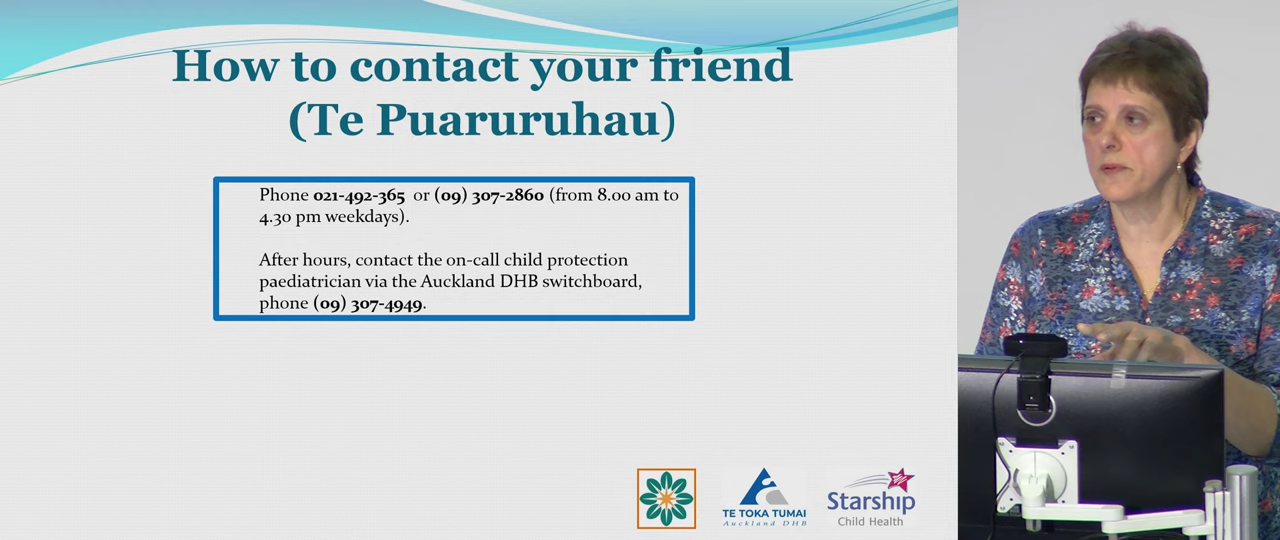 How to contact your friend
(Te Puaruruhau)
Phone 021-492-365 or (09) 307-2860 (from 8.00 am to
4.30 pm weekdays).
After hours, contact the on-call child protection
paediatrician via the Auckland DHB switchboard,
phone (09) 307-4949.
TE TOKA TUMAI
Auckland DHB
Starship
Child Health